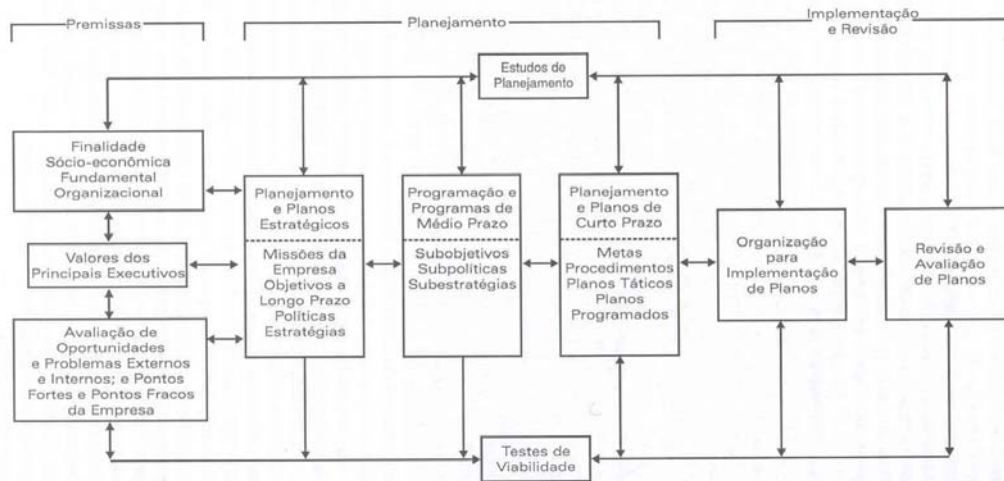 Premissas
Planejamento
Implementação
e Revisão
Estudos de
Planejamento
Finalidade
Sócio-econômica
Fundamental
Organizacional
Valores dos
Principais Executivos
Avaliação de
Oportunidades
e Problemas Externos
e Internos; e Pontos
Fortes e Pontos Fracos
da Empresa
Planejamento
e Planos
Estratégicos
Missões da
Empresa
Objetivos a
Longo Prazo
Políticas
Estratégias
Programação e
Programas de
Médio Prazo
Subobjetivos
Subpolíticas
Subestratégias
Planejamento
e Planos de
Curto Prazo
Metas
Procedimentos
Planos Táticos
Planos
Programados
Organização
para
Implementação
de Planos
Revisão e
Avaliação
de Planos
Testes de
Viabilidade